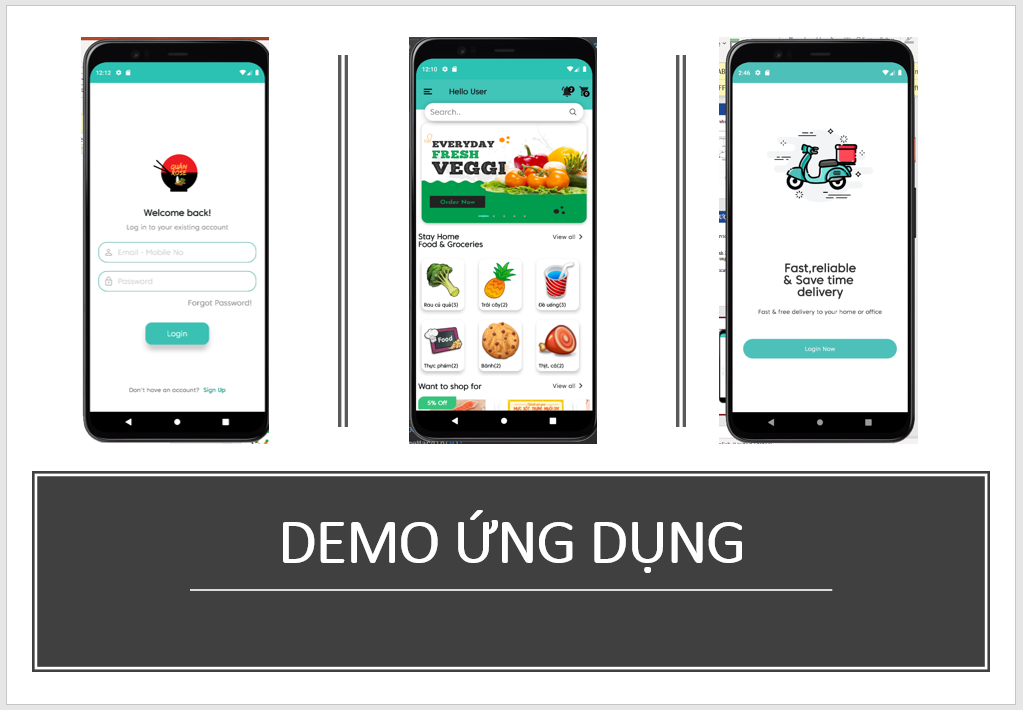 12:12
QUÁN
ROSE
Welcome back!
Log in to your existing account
Email - Mobile No
Password
Forgot Password!
Login
Don't have an account? Sign Up
12:10
Hello User
Search..
EVERYDAY
FRESH
VEGGI
Order Now
Stay Home
Food & Groceries
View all
Rau củ quả(3)
Trái cây(2)
Đồ uống(3)
Food
Thực phẩm(2)
Bánh(2)
Thịt, cá(2)
Want to shop for
View all
5% Off
2:46
Fast,reliable
& Save time
delivery
Fast & free delivery to your home or office
Login Now
DEMO ỨNG DỤNG